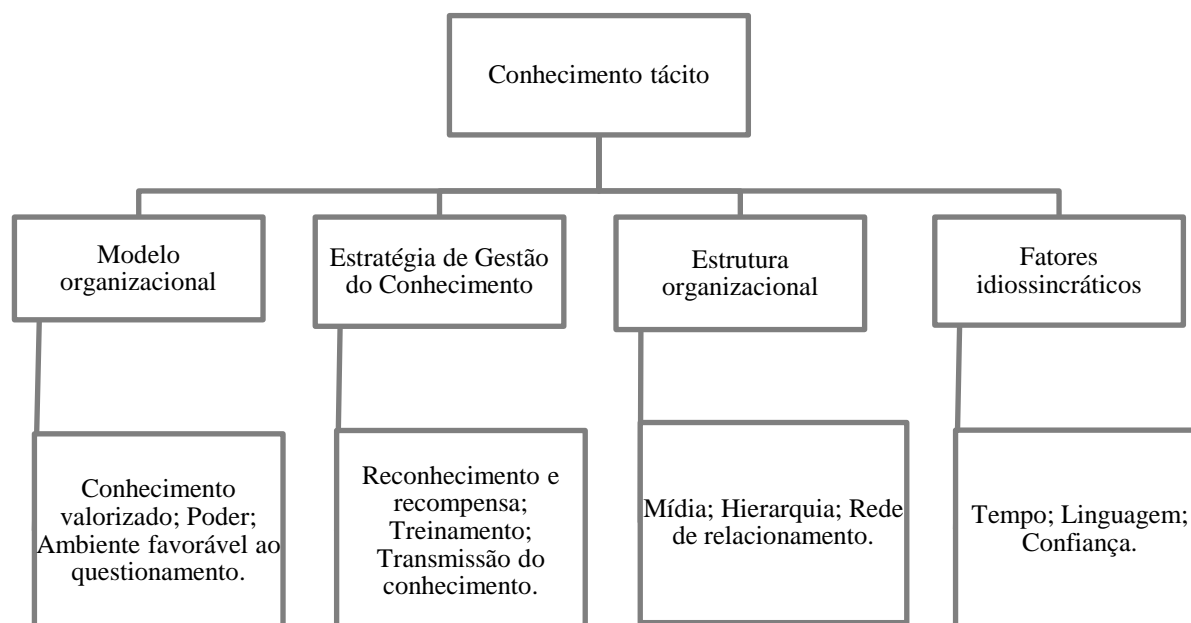 Conhecimento tácito
Modelo
organizacional
Estratégia de Gestão
do Conhecimento
Estrutura
organizacional
Fatores
idiossincráticos
Conhecimento
valorizado; Poder;
Ambiente favorável ao
questionamento.
Reconhecimento e
recompensa;
Treinamento;
Transmissão do
conhecimento.
Mídia; Hierarquia; Rede
de relacionamento.
Tempo; Linguagem;
Confiança.